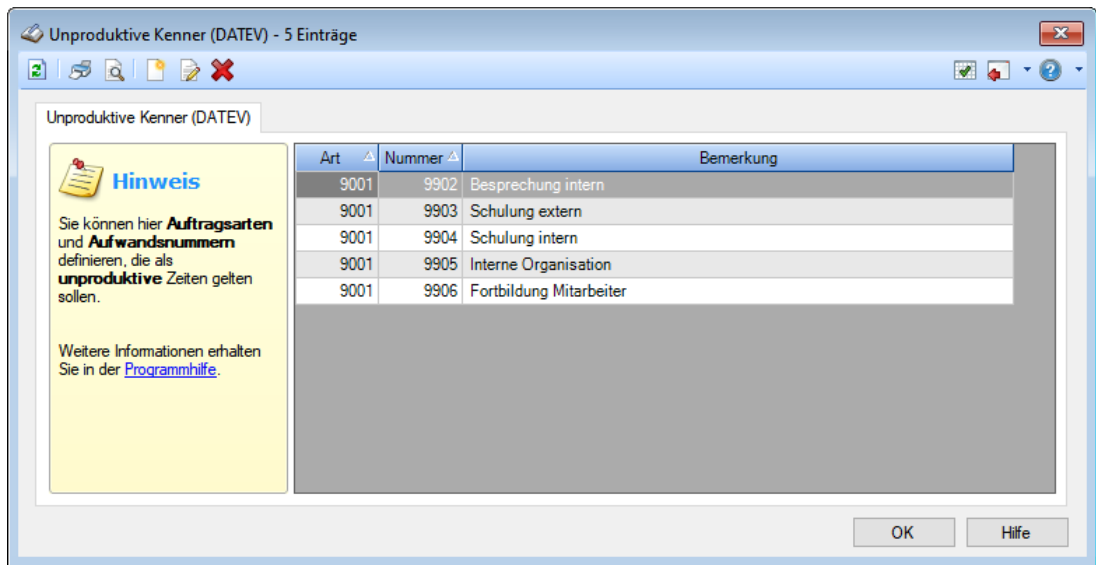 Unproduktive Kenner (DATEV) - 5 Einträge
Unproduktive Kenner (DATEV)
Hinweis
Sie können hier Auftragsarten
und Aufwandsnummern
definieren, die als
unproduktive Zeiten gelten
sollen.
Weitere Informationen erhalten
Sie in der Programmhilfe.
Art Nummer Bemerkung
9001 9902 Besprechung intern
9001 9903 Schulung extern
9001 9904 Schulung intern
9001 9905 Interne Organisation
9001 9906 Fortbildung Mitarbeiter
OK Hilfe